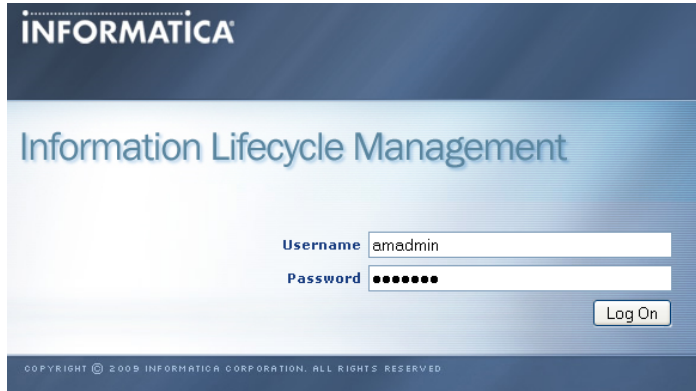 INFORMATICA®
Information Lifecycle Management
Username amadmin
Password •••••••
Log On
COPYRIGHT © 2009 INFORMATICA CORPORATION. ALL RIGHTS RESERVED